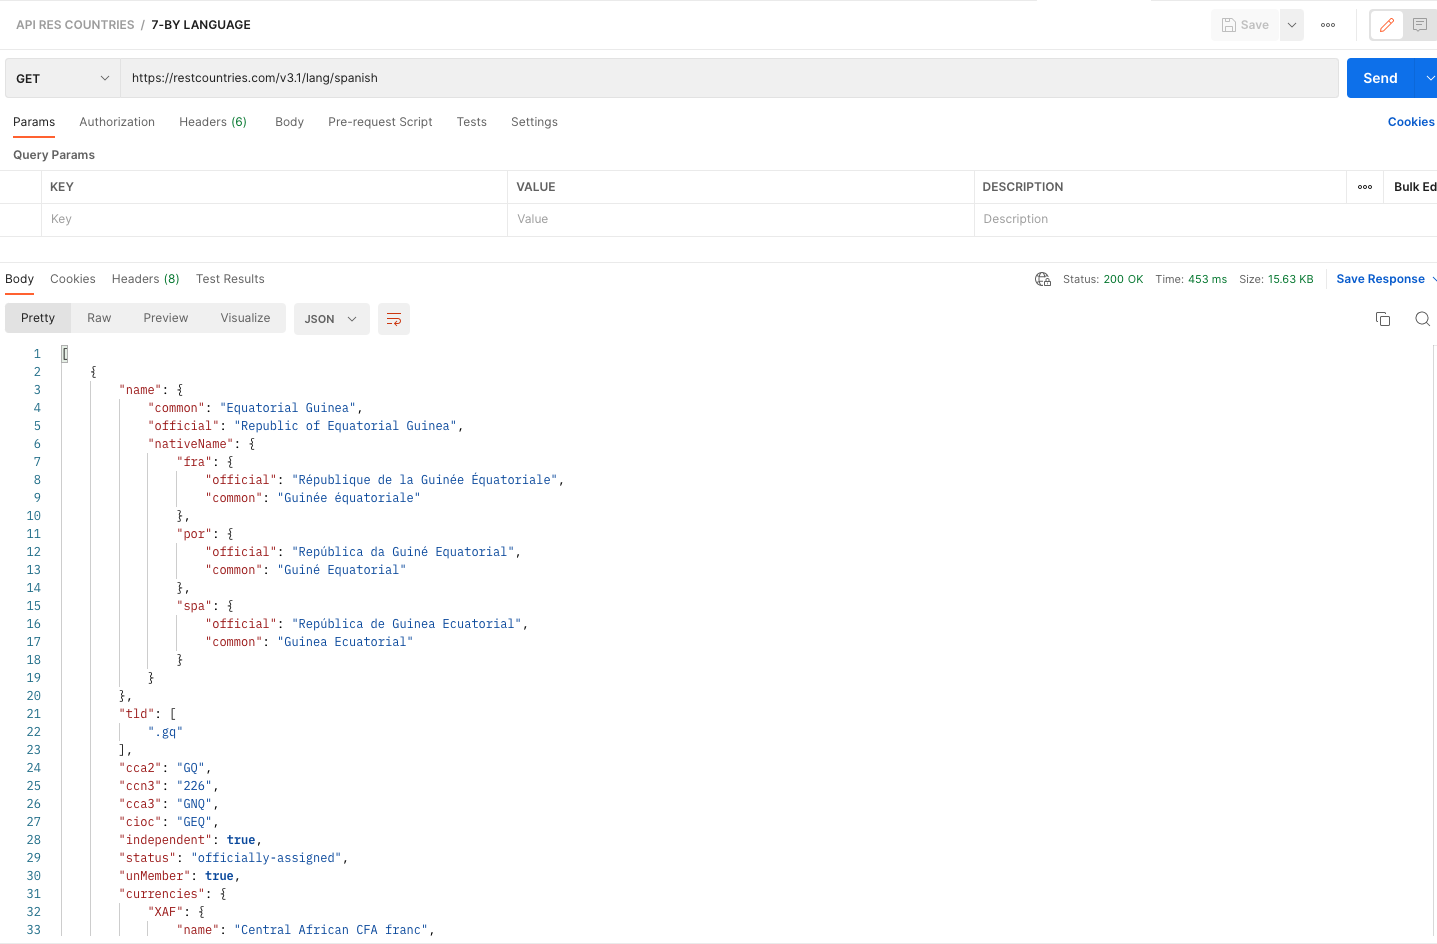 API RES COUNTRIES / 7-BY LANGUAGE
Save
GET
https://restcountries.com/v3.1/lang/spanish
Send
Params Authorization Headers (6) Body Pre-request Script Tests Settings
Cookies
Query Params
KEY VALUE DESCRIPTION
Bulk Ed
Key Value Description
Body Cookies Headers (8) Test Results
Status: 200 OK Time: 453 ms Size: 15.63 KB
Save Response
Pretty Raw Preview Visualize
JSON
1 [
2 {
3 "name": {
4 "common": "Equatorial Guinea",
5 "official": "Republic of Equatorial Guinea",
6 "nativeName": {
7 "fra": {
8 "official": "République de la Guinée Équatoriale",
9 "common": "Guinée équatoriale"
10 },
11 "por": {
12 "official": "República da Guiné Equatorial",
13 "common": "Guiné Equatorial"
14 },
15 "spa": {
16 "official": "República de Guinea Ecuatorial",
17 "common": "Guinea Ecuatorial"
18 }
19 }
20 },
21 "tld": [
22 ".gq"
23 ],
24 "cca2": "GQ",
25 "ccn3": "226",
26 "cca3": "GNQ",
27 "cioc": "GEQ",
28 "independent": true,
29 "status": "officially-assigned",
30 "unMember": true,
31 "currencies": {
32 "XAF": {
33 "name": "Central African CFA franc",